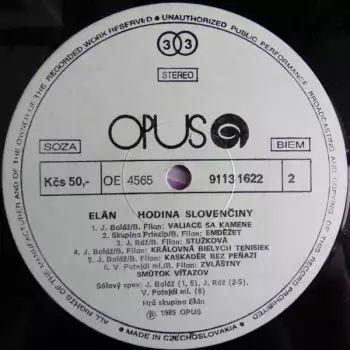 ALL RIGHTS OF THE MANUFACTURER AND OF THE OWNER OF THE RECORDED WORK RESERVED • UNAUTHORIZED PUBLIC PERFORMANCE, BROADCASTING AND COPYING OF THIS RECORD PROHIBITED
33
STEREO
OPUS
SOZA
BIEM
Kčs 50,-
OE 4565
9113 1622
2
ELÁN HODINA SLOVENČINY
1. J. Baláž/B. Filan: VALIACE SA KAMENE
2. Skupina Prinzip/B. Filan: EMDÉŽET
3. J. Ráž/B. Filan: STUŽKOVÁ
4. J. Baláž/B. Filan: KRÁĽOVNÁ BIELYCH TENISIEK
5. J. Baláž/B. Filan: KASKADÉR BEZ PEŇAZÍ
6. V. Patejdl ml./B. Filan: ZVLÁŠTNY
SMÚTOK VÍŤAZOV
Sólový spev: J. Baláž (1, 5), J. Ráž (2-5),
V. Patejdl ml. (6)
Hrá skupina Elán
℗ 1985 OPUS
• MADE IN CZECHOSLOVAKIA •